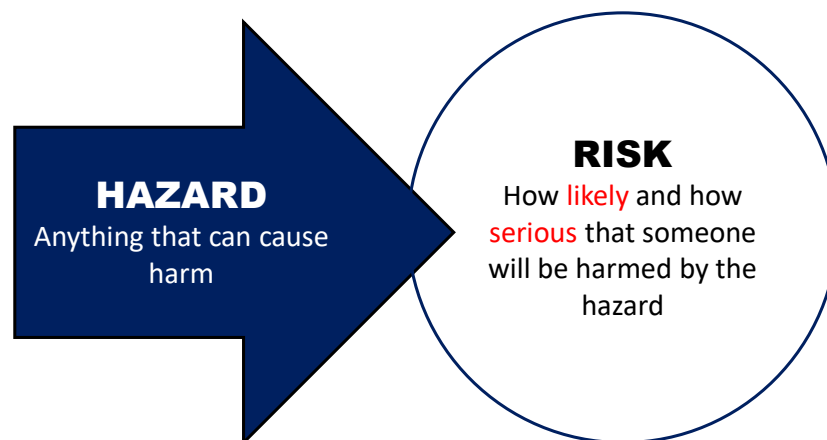 HAZARD
Anything that can cause
harm
RISK
How likely and how
serious that someone
will be harmed by the
hazard